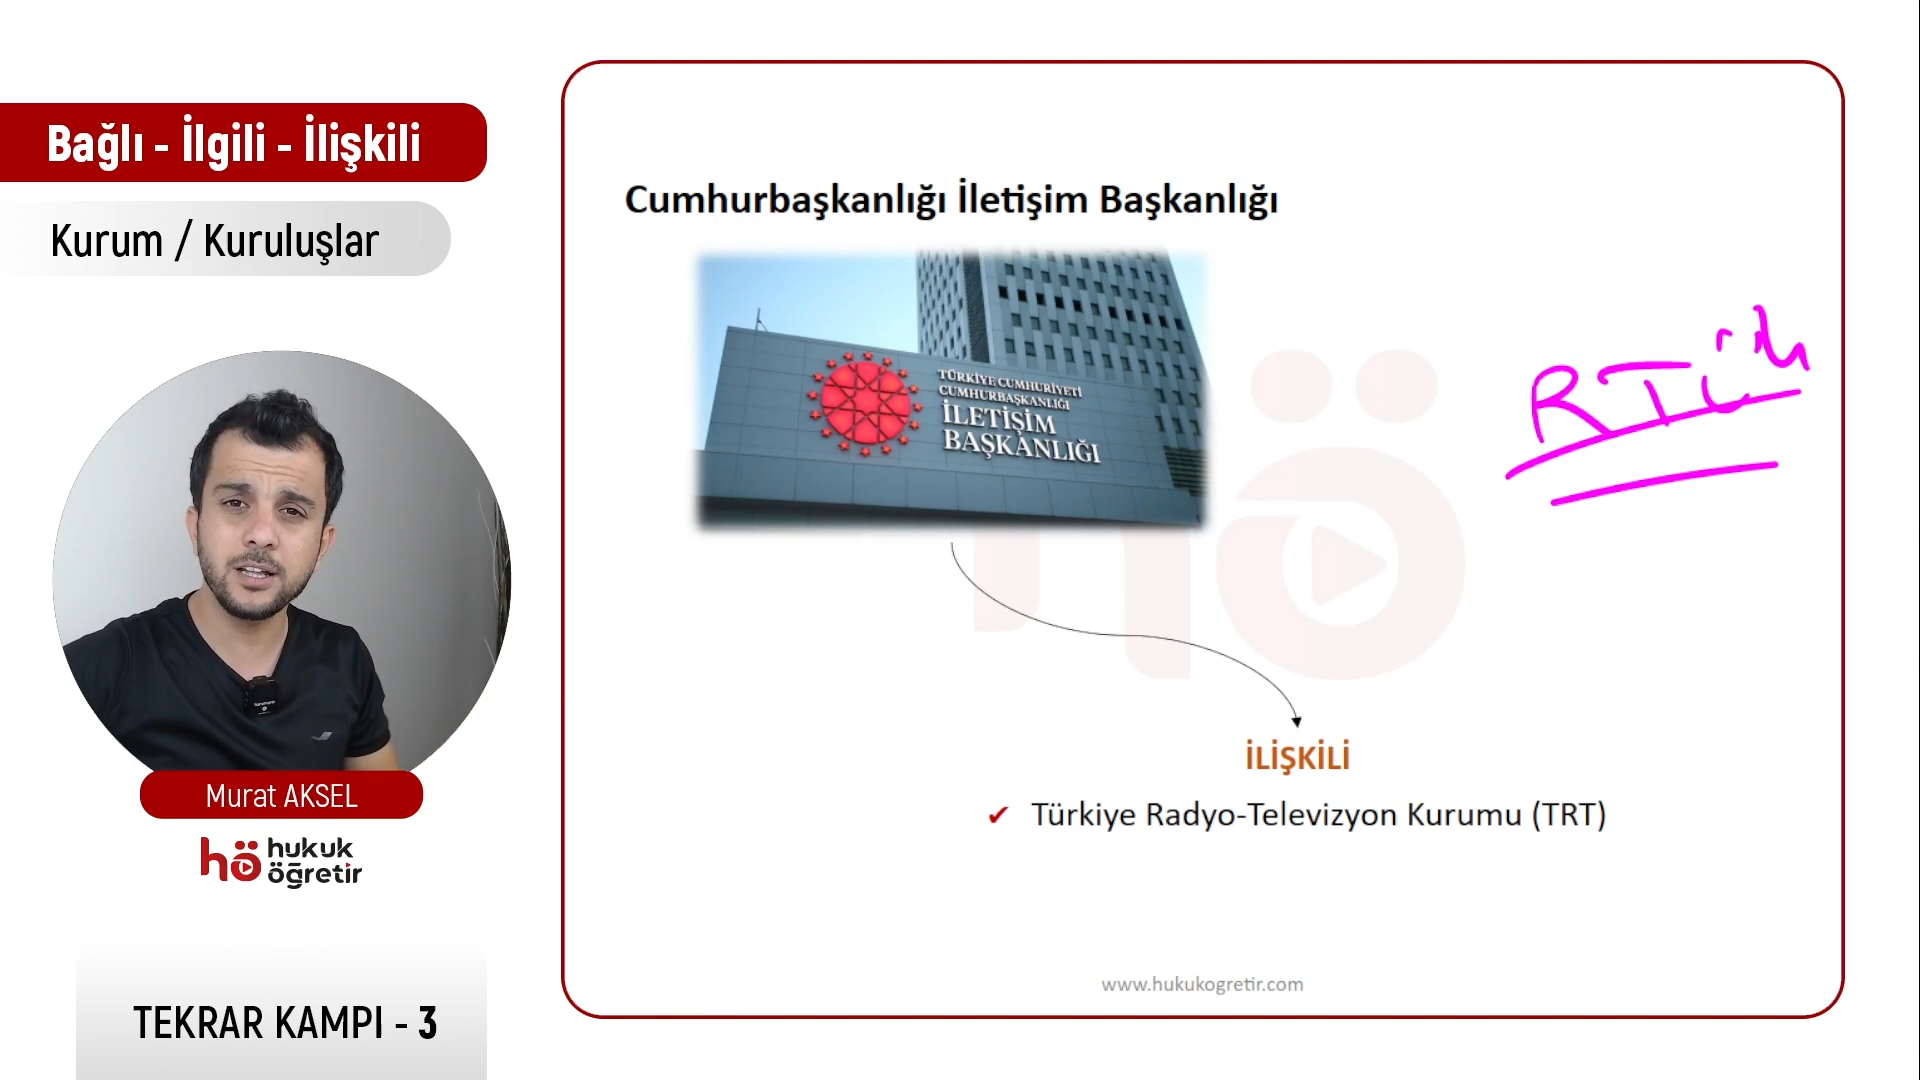 Bağlı - İlgili - İlişkili
Kurum / Kuruluşlar
Murat AKSEL
hö hukuk
öğretir
TEKRAR KAMPI - 3
Cumhurbaşkanlığı İletişim Başkanlığı
TÜRKİYE CUMHURİYETİ
CUMHURBAŞKANLIĞI
İLETİŞİM
BAŞKANLIĞI
İLİŞKİLİ
✔ Türkiye Radyo-Televizyon Kurumu (TRT)
www.hukukogretir.com